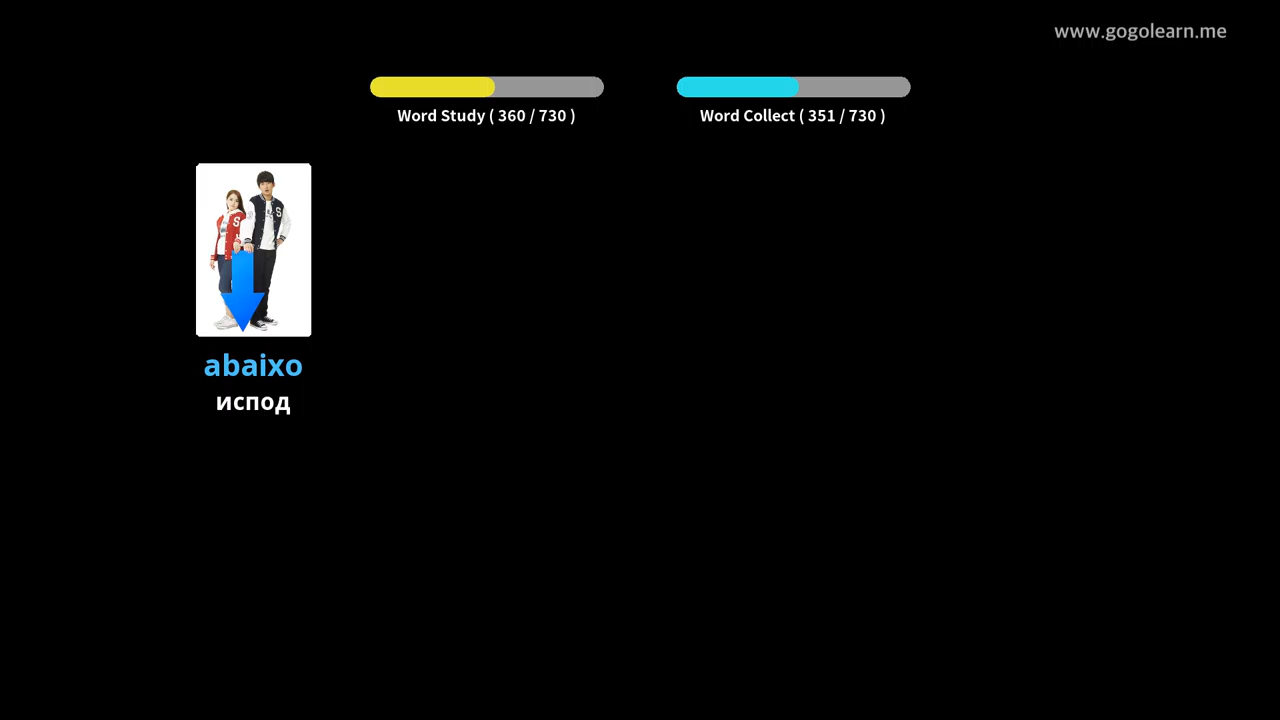 www.gogolearn.me
Word Study ( 360 / 730 )
Word Collect ( 351 / 730 )
S
S
abaixo
испод